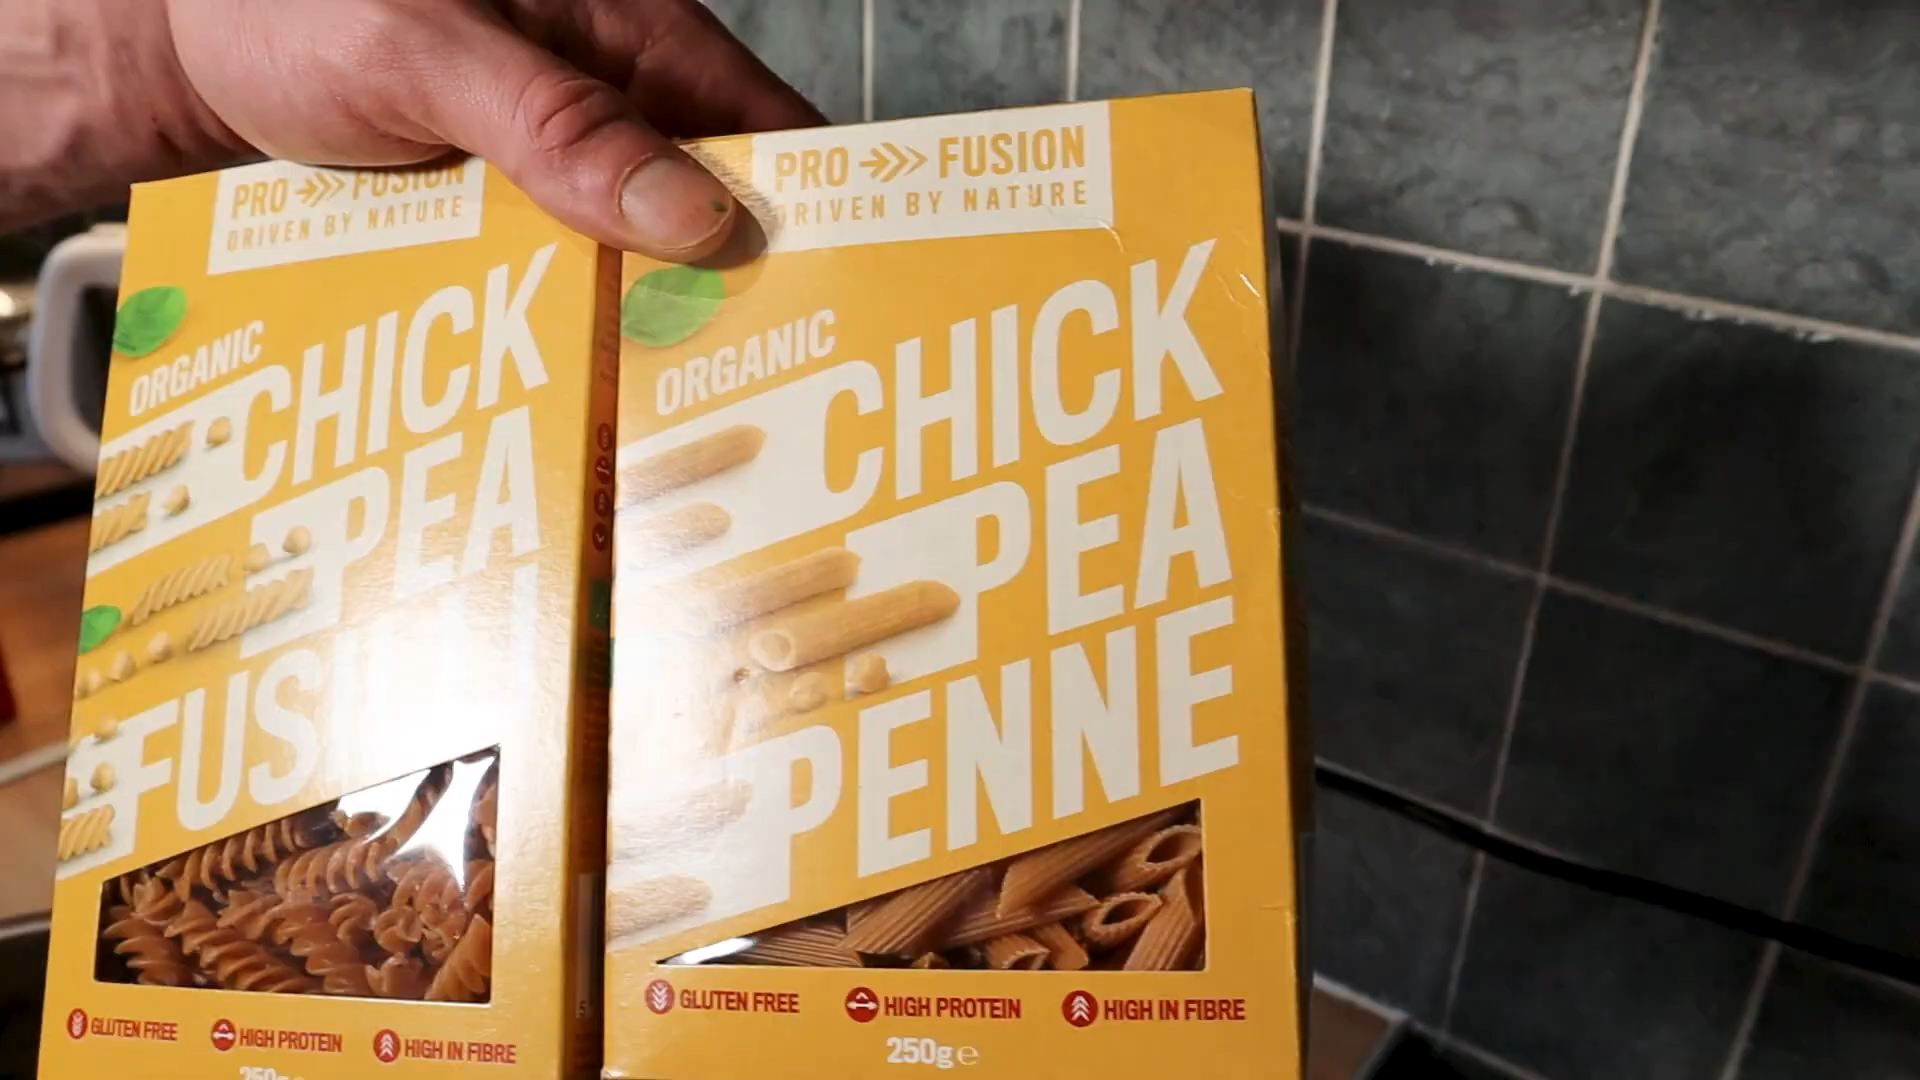 PRO FUSION
DRIVEN BY NATURE
ORGANIC
CHICK
PEA
GLUTEN FREE
HIGH PROTEIN
HIGH IN FIBRE
PRO FUSION
DRIVEN BY NATURE
ORGANIC
CHICK
PEA
PENNE
GLUTEN FREE
HIGH PROTEIN
HIGH IN FIBRE
250g e